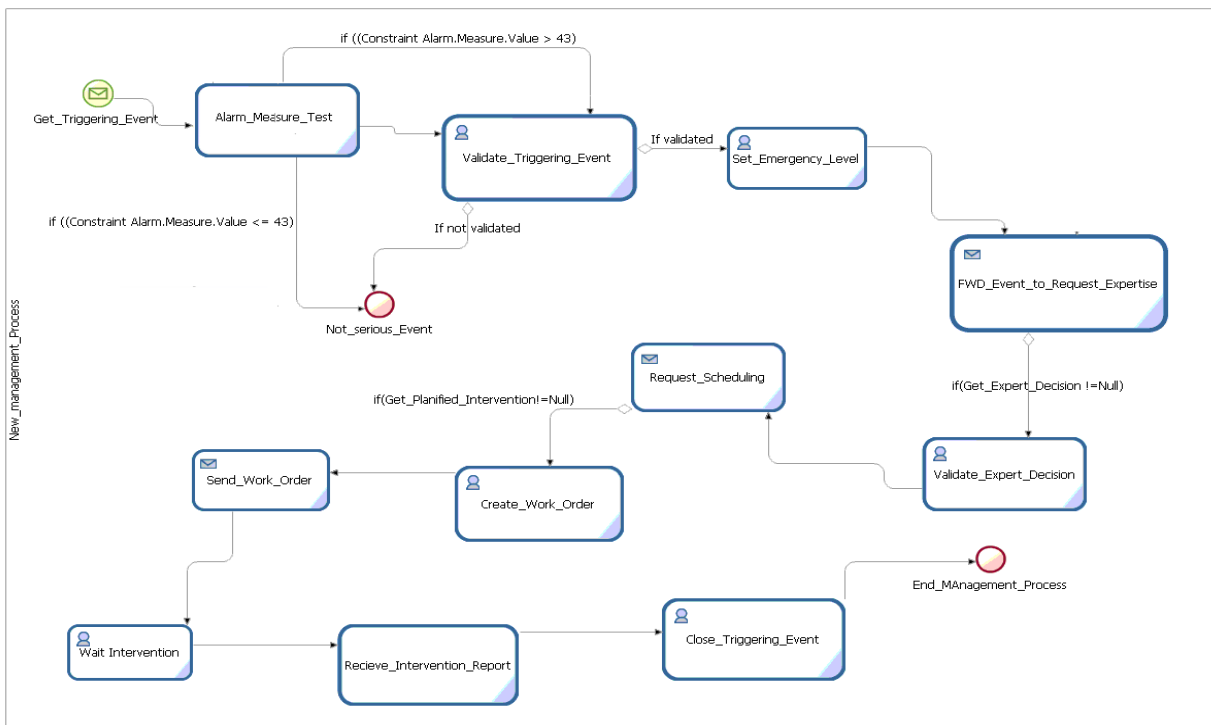 if ((Constraint Alarm.Measure.Value > 43)
Get_Triggering_Event
Alarm_Measure_Test
Validate_Triggering_Event
If validated
Set_Emergency_Level
if ((Constraint Alarm.Measure.Value <= 43)
If not validated
Not_serious_Event
FWD_Event_to_Request_Expertise
New_management_Process
Request_Scheduling
if(Get_Expert_Decision !=Null)
if(Get_Planified_Intervention!=Null)
Validate_Expert_Decision
Send_Work_Order
Create_Work_Order
End_MAnagement_Process
Wait Intervention
Recieve_Intervention_Report
Close_Triggering_Event